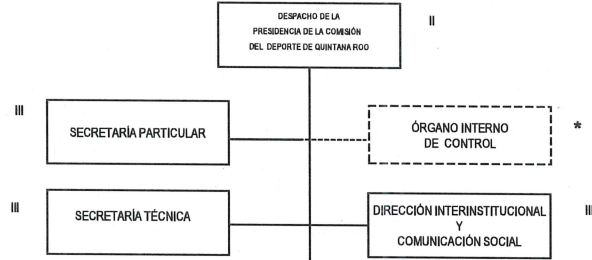 DESPACHO DE LA
PRESIDENCIA DE LA COMISIÓN
DEL DEPORTE DE QUINTANA ROO
II
III
SECRETARÍA PARTICULAR
ÓRGANO INTERNO
DE CONTROL
*
III
SECRETARÍA TÉCNICA
DIRECCIÓN INTERINSTITUCIONAL
Y
COMUNICACIÓN SOCIAL
III